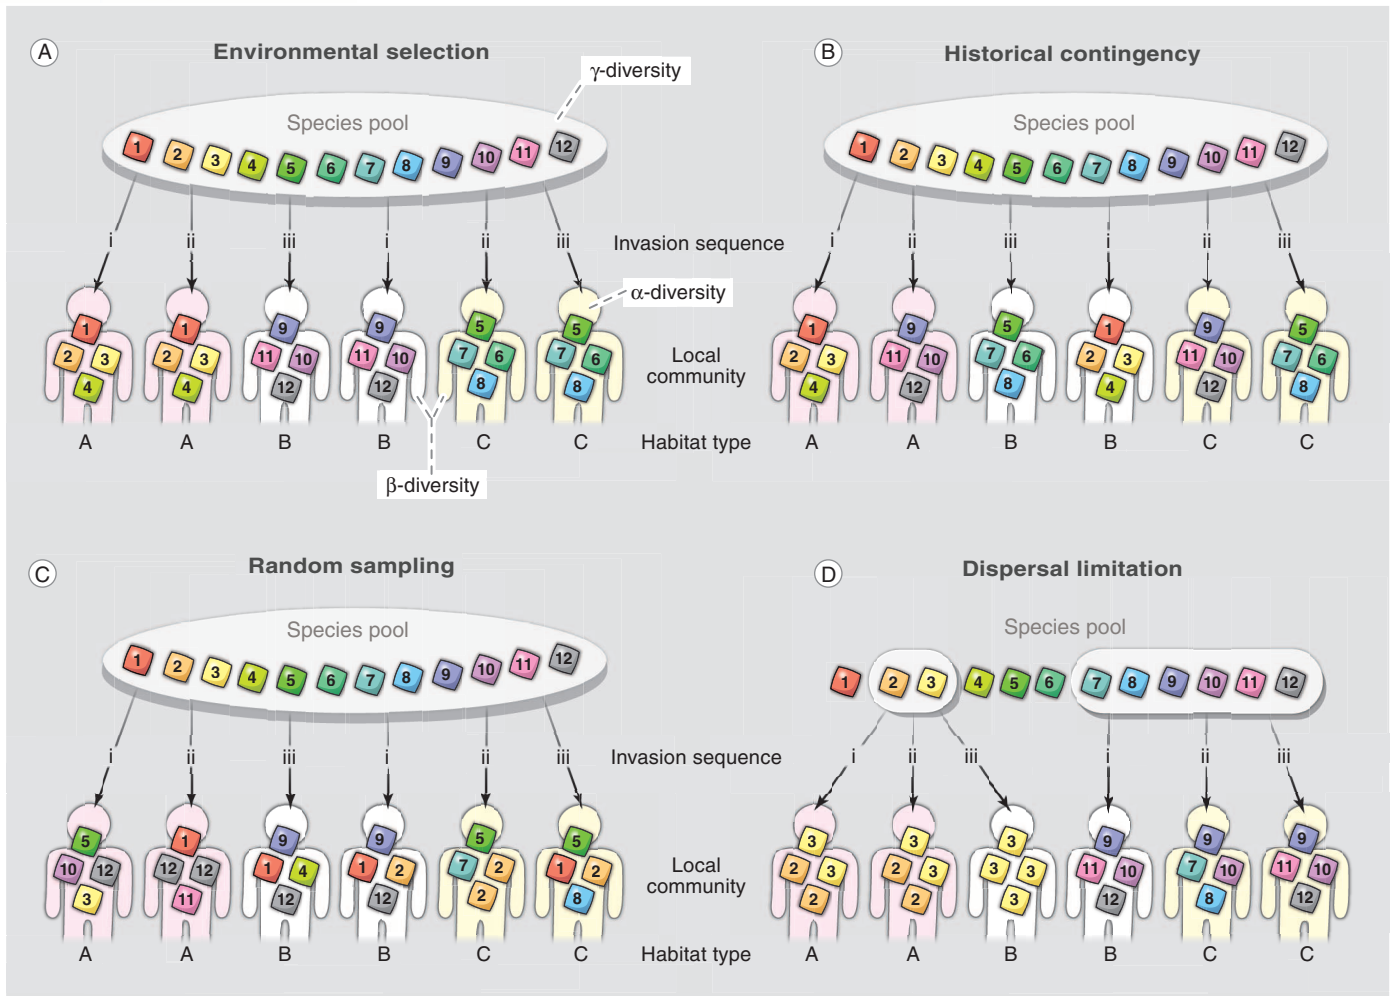 A
Environmental selection
γ-diversity
Species pool
1 2 3 4 5 6 7 8 9 10 11 12
i ii iii i ii iii
Invasion sequence
α-diversity
1 1 9 9 5 5
2 3 2 3 11 10 11 10 7 6 7 6
4 4 12 12 8 8
Local
community
A A B B C C
Habitat type
β-diversity
B
Historical contingency
Species pool
1 2 3 4 5 6 7 8 9 10 11 12
i ii iii i ii iii
1 9 5 1 9 5
2 3 11 10 7 6 2 3 11 10 7 6
4 12 8 4 12 8
A A B B C C
C
Random sampling
Species pool
1 2 3 4 5 6 7 8 9 10 11 12
i ii iii i ii iii
Invasion sequence
5 1 9 9 5 5
10 12 12 12 1 4 1 2 7 2 1 2
3 11 12 12 2 8
Local
community
A A B B C C
Habitat type
D
Dispersal limitation
Species pool
1 2 3 4 5 6 7 8 9 10 11 12
i ii iii i ii iii
3 3 3 9 9 9
2 3 2 3 3 3 11 10 7 10 11 10
2 2 3 12 8 12
A A B B C C